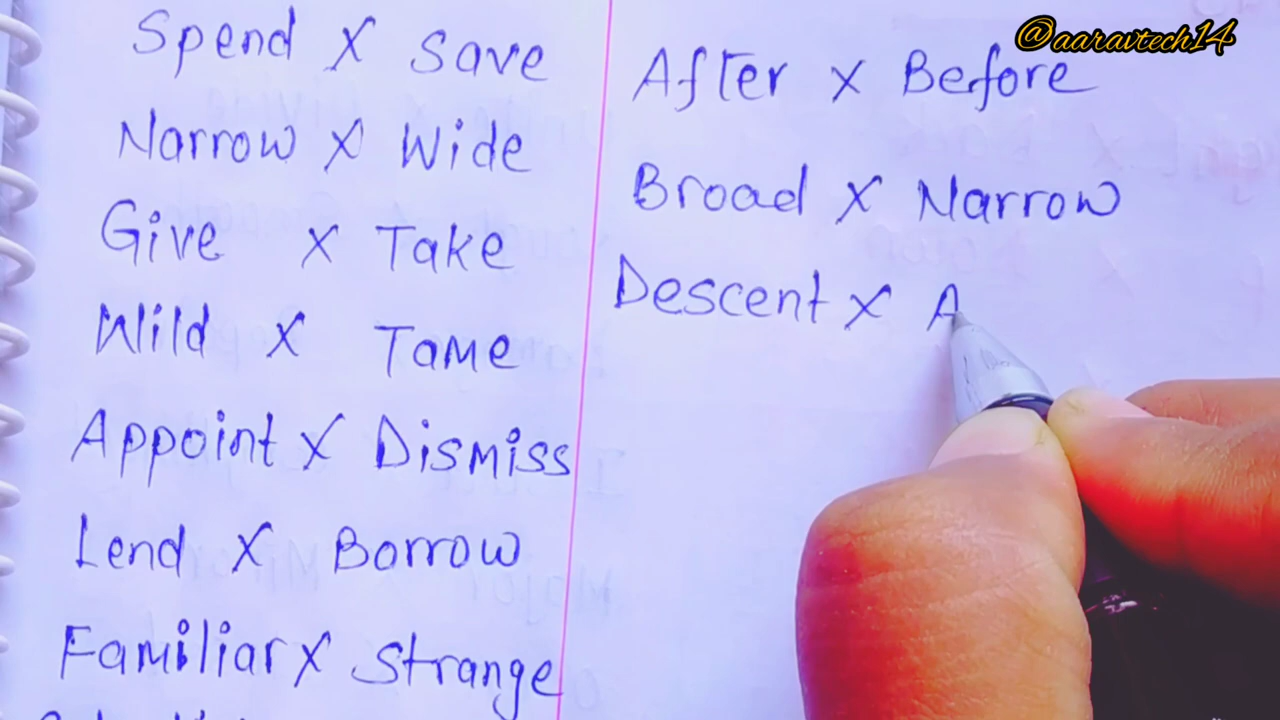 @aaravtech14
Spend X Save
Narrow X Wide
Give X Take
Wild X Tame
Appoint X Dismiss
Lend X Borrow
Familiar X Strange
After X Before
Broad X Narrow
Descent X A